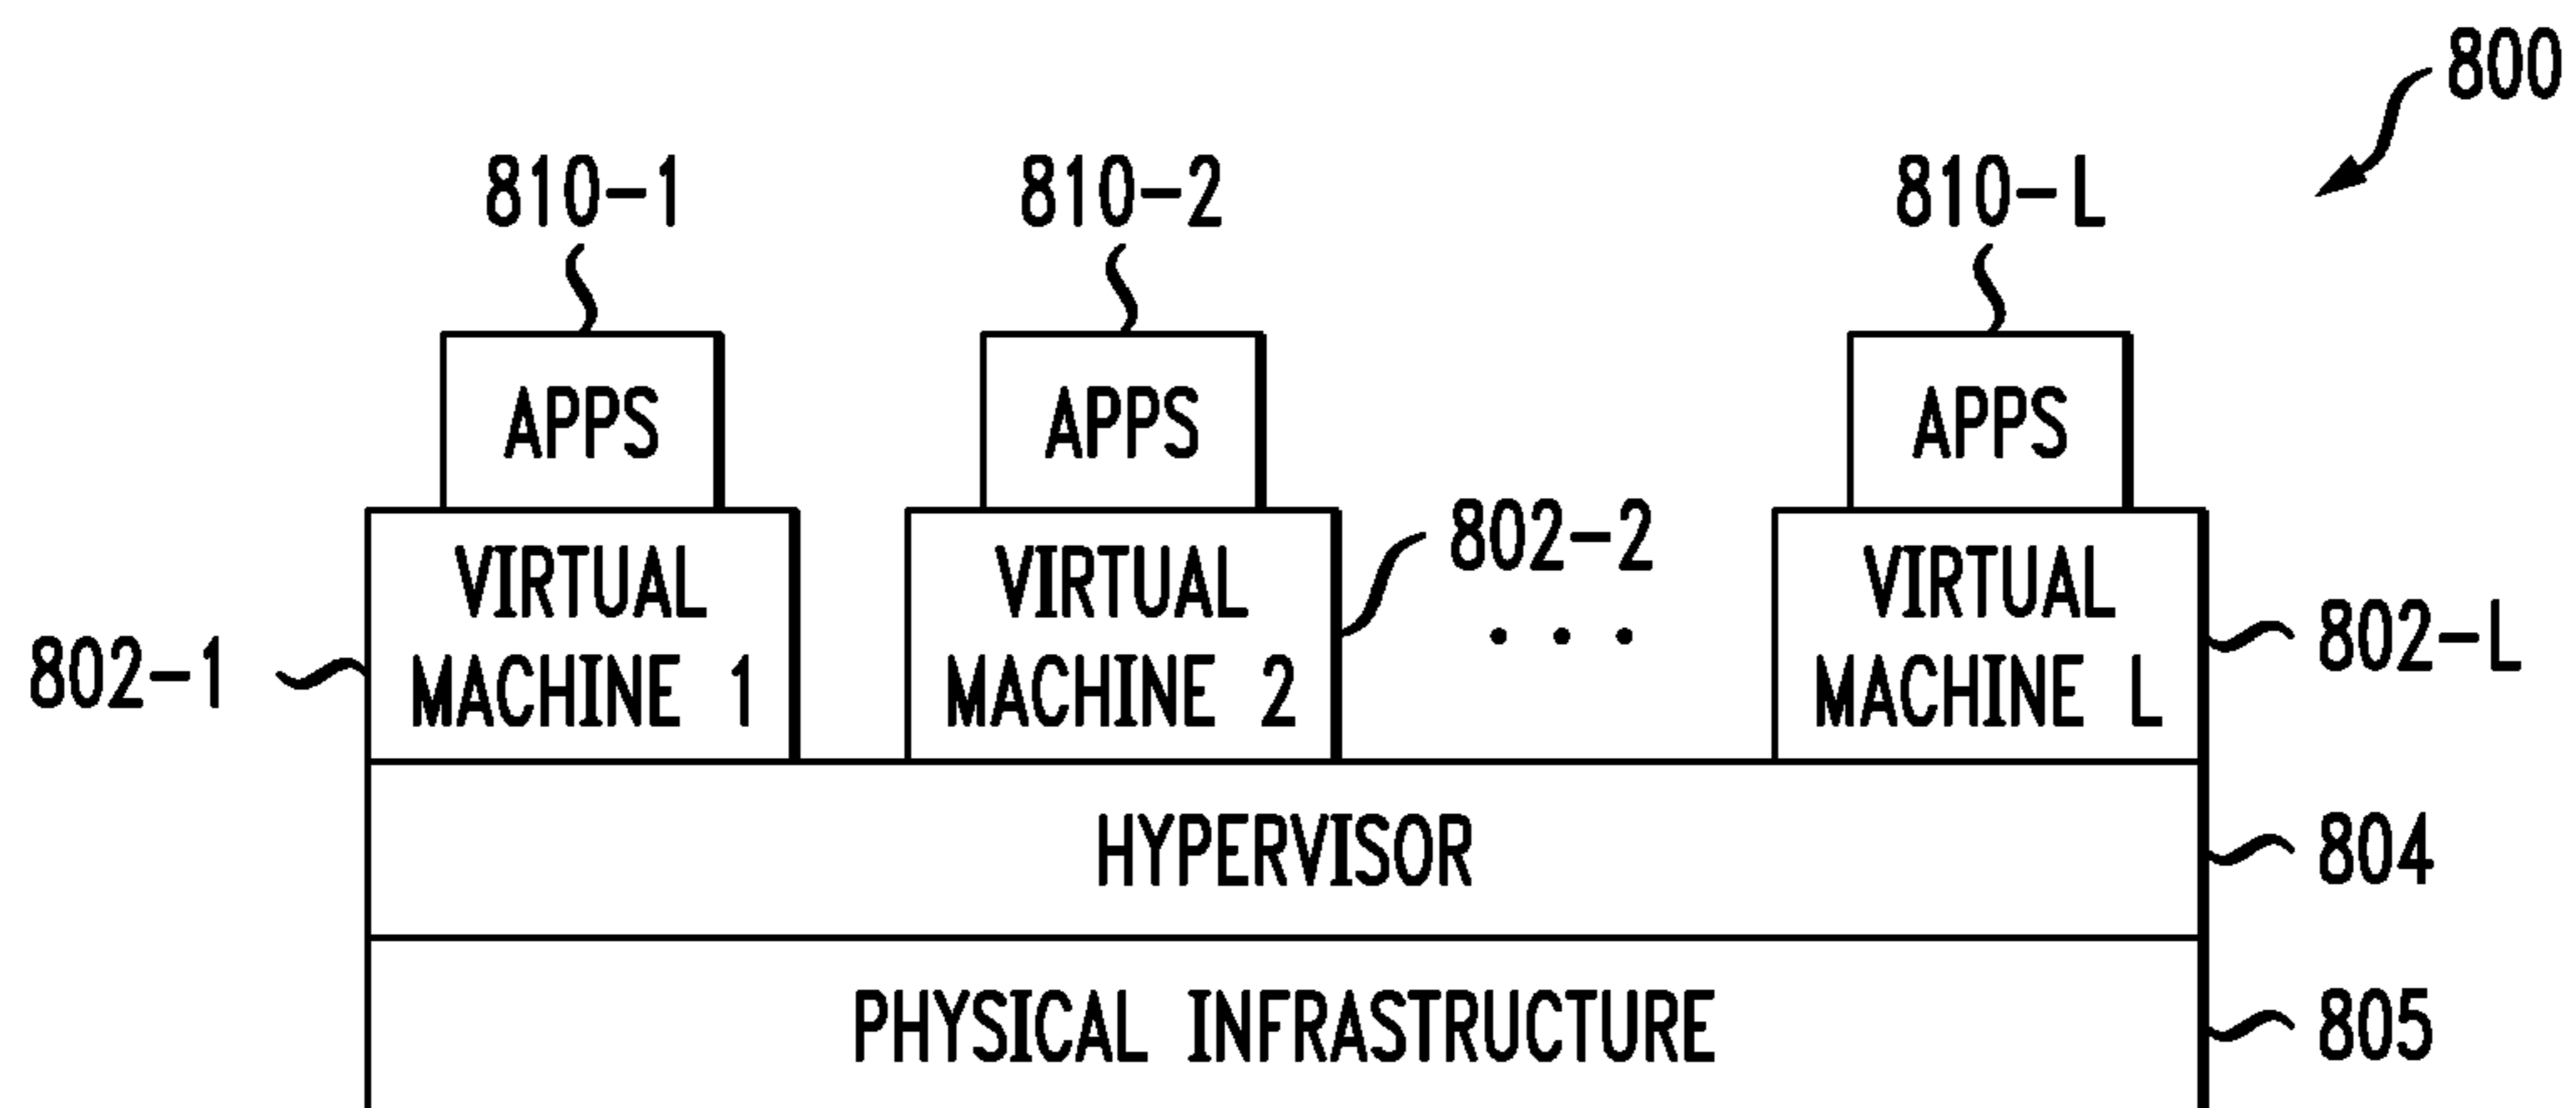 800
810-1
810-2
810-L
APPS
APPS
APPS
802-1
VIRTUAL
MACHINE 1
VIRTUAL
MACHINE 2
802-2
. . .
VIRTUAL
MACHINE L
802-L
HYPERVISOR
804
PHYSICAL INFRASTRUCTURE
805